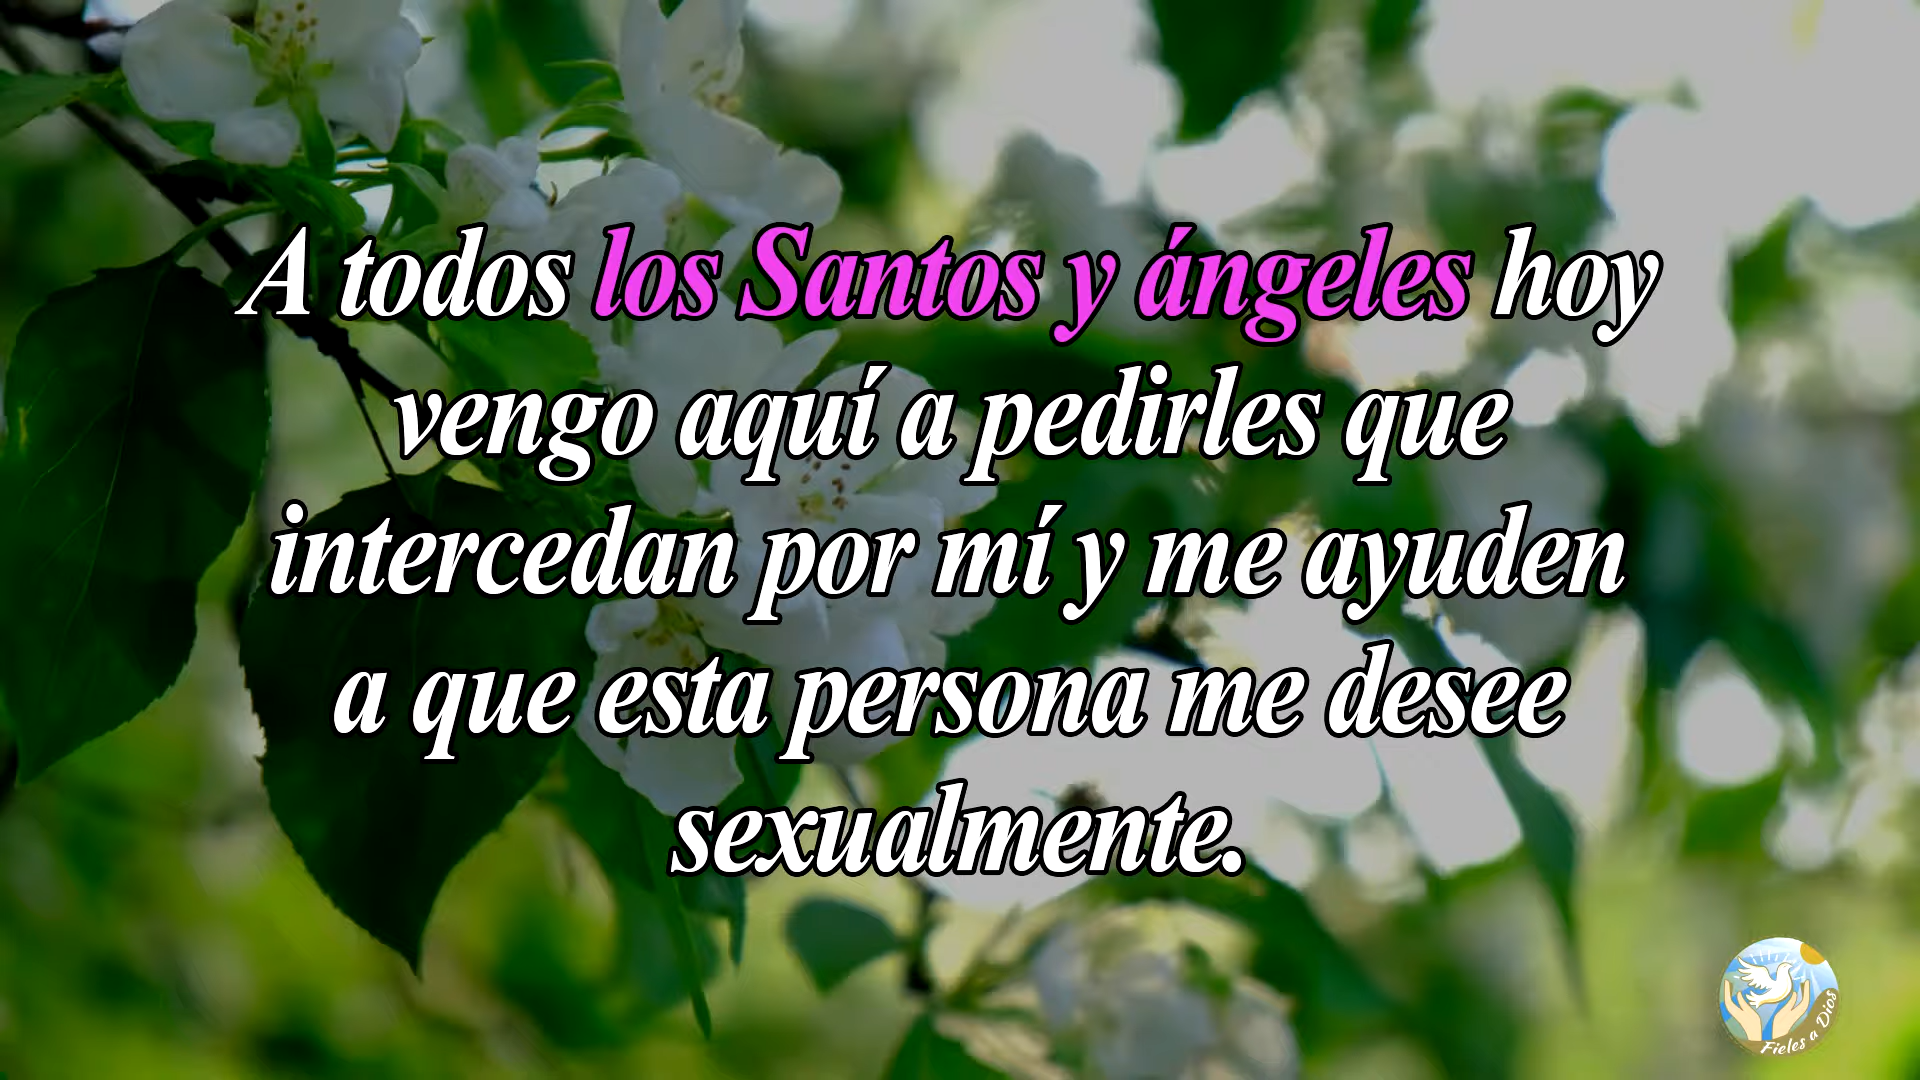 A todos los Santos y ángeles hoy
vengo aquí a pedirles que
intercedan por mí y me ayuden
a que esta persona me desee
sexualmente.
Fieles a Dios